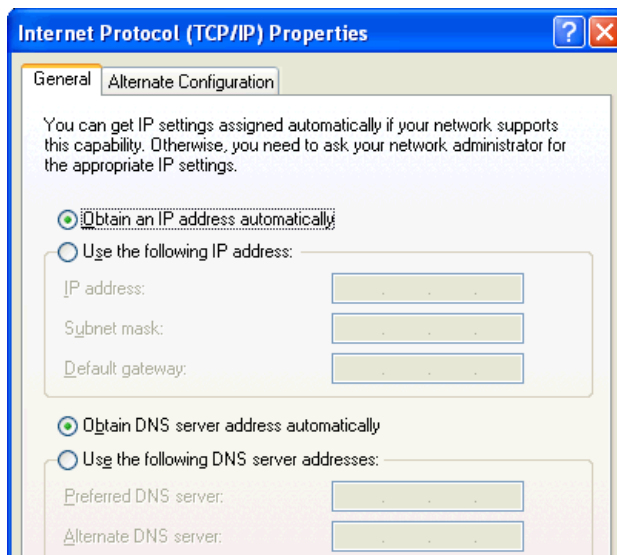 Internet Protocol (TCP/IP) Properties
General
Alternate Configuration
You can get IP settings assigned automatically if your network supports
this capability. Otherwise, you need to ask your network administrator for
the appropriate IP settings.
Obtain an IP address automatically
Use the following IP address:
IP address:
Subnet mask:
Default gateway:
Obtain DNS server address automatically
Use the following DNS server addresses:
Preferred DNS server:
Alternate DNS server: